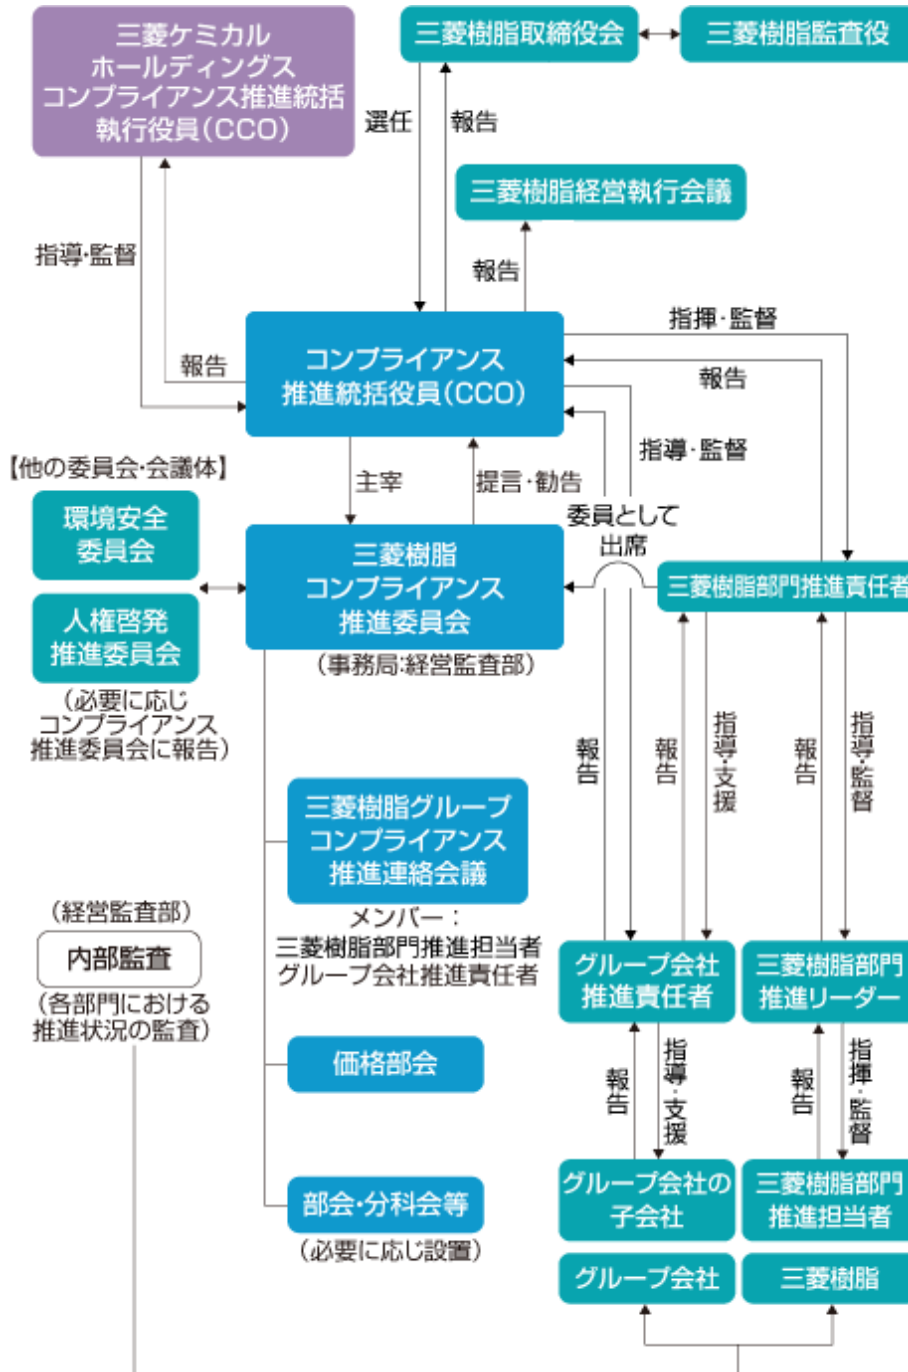 三菱ケミカル
ホールディングス
コンプライアンス推進統括
執行役員(CCO)
三菱樹脂取締役会
三菱樹脂監査役
選任
報告
三菱樹脂経営執行会議
指導・監督
報告
報告
指揮・監督
報告
コンプライアンス
推進統括役員(CCO)
指導・監督
【他の委員会・会議体】
主宰
提言・勧告
委員として
出席
環境安全
委員会
人権啓発
推進委員会
(必要に応じ
コンプライアンス
推進委員会に報告)
三菱樹脂
コンプライアンス
推進委員会
(事務局:経営監査部)
三菱樹脂部門推進責任者
報告
報告
指導・支援
報告
指導・監督
三菱樹脂グループ
コンプライアンス
推進連絡会議
メンバー：
三菱樹脂部門推進担当者
グループ会社推進責任者
(経営監査部)
内部監査
(各部門における
推進状況の監査)
グループ会社
推進責任者
三菱樹脂部門
推進リーダー
価格部会
報告
指導・支援
報告
指揮・監督
部会・分科会等
(必要に応じ設置)
グループ会社の
子会社
三菱樹脂部門
推進担当者
グループ会社
三菱樹脂